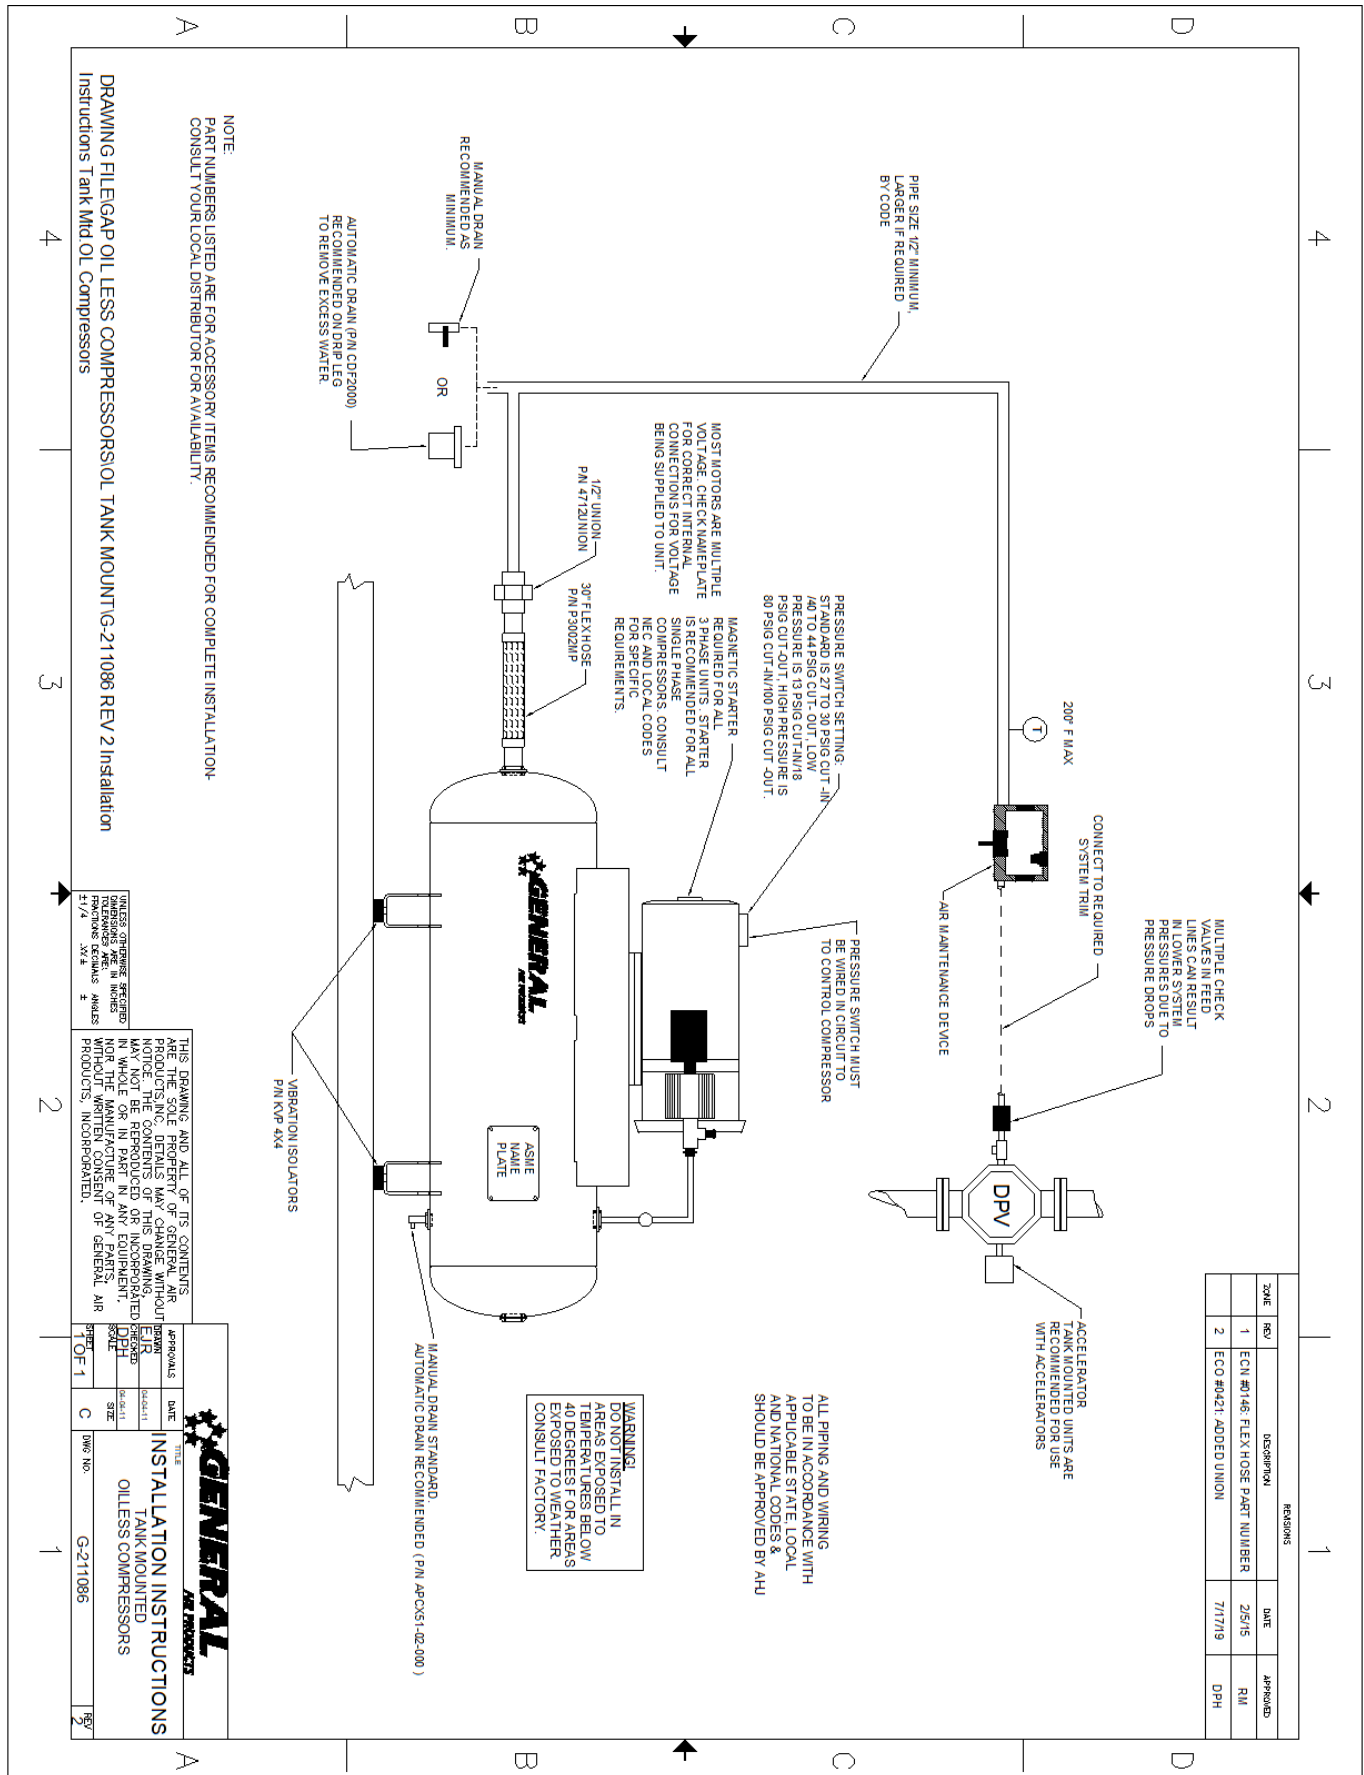 4
3
2
1
D
C
B
A
REVISIONS
ZONE REV DESCRIPTION DATE APPROVED
1 ECN #0146: FLEX HOSE PART NUMBER 2/5/15 RM
2 ECO #0421: ADDED UNION 7/17/19 DPH
PIPE SIZE 1/2" MINIMUM,
LARGER IF REQUIRED
BY CODE
200° F MAX
T
CONNECT TO REQUIRED
SYSTEM TRIM
MULTIPLE CHECK
VALVES IN FEED
LINES CAN RESULT
IN LOWER SYSTEM
PRESSURES DUE TO
PRESSURE DROPS
AIR MAINTENANCE DEVICE
DPV
ACCELERATOR
TANK MOUNTED UNITS ARE
RECOMMENDED FOR USE
WITH ACCELERATORS
ALL PIPING AND WIRING
TO BE IN ACCORDANCE WITH
APPLICABLE STATE, LOCAL
AND NATIONAL CODES &
SHOULD BE APPROVED BY AHJ
PRESSURE SWITCH SETTING:
STANDARD IS 27 TO 30 PSIG CUT -IN
/40 TO 44 PSIG CUT- OUT, LOW
PRESSURE IS 13 PSIG CUT-IN/18
PSIG CUT-OUT, HIGH PRESSURE IS
80 PSIG CUT-IN/100 PSIG CUT -OUT.
PRESSURE SWITCH MUST
BE WIRED IN CIRCUIT TO
TO CONTROL COMPRESSOR
MOST MOTORS ARE MULTIPLE
VOLTAGE. CHECK NAMEPLATE
FOR CORRECT INTERNAL
CONNECTIONS FOR VOLTAGE
BEING SUPPLIED TO UNIT.
MAGNETIC STARTER
REQUIRED FOR ALL
3 PHASE UNITS . STARTER
IS RECOMMENDED FOR ALL
SINGLE PHASE
COMPRESSORS. CONSULT
NEC AND LOCAL CODES
FOR SPECIFIC
REQUIREMENTS.
WARNING!
DO NOT INSTALL IN
AREAS EXPOSED TO
TEMPERATURES BELOW
40 DEGREES F OR AREAS
EXPOSED TO WEATHER.
CONSULT FACTORY.
1/2" UNION
P/N 4712UNION
30" FLEX HOSE
P/N P3002MP
GENERAL
AIR PRODUCTS
ASME
NAME
PLATE
MANUAL DRAIN
RECOMMENDED AS
MINIMUM.
OR
AUTOMATIC DRAIN (P/N CDF2000)
RECOMMENDED ON DRIP LEG
TO REMOVE EXCESS WATER.
MANUAL DRAIN STANDARD.
AUTOMATIC DRAIN RECOMMENDED ( P/N APCX51-02-000 )
VIBRATION ISOLATORS
P/N KVP 4X4
NOTE:
PART NUMBERS LISTED ARE FOR ACCESSORY ITEMS RECOMMENDED FOR COMPLETE INSTALLATION-
CONSULT YOUR LOCAL DISTRIBUTOR FOR AVAILABILITY.
DRAWING FILE\GAP OIL LESS COMPRESSORS\OL TANK MOUNT\G-211086 REV 2 Installation
Instructions Tank Mtd.OL Compressors
UNLESS OTHERWISE SPECIFIED
DIMENSIONS ARE IN INCHES
TOLERANCES ARE:
FRACTIONS DECIMALS ANGLES
±1/4 .XX ± ±
THIS DRAWING AND ALL OF ITS CONTENTS
ARE THE SOLE PROPERTY OF GENERAL AIR
PRODUCTS,INC. DETAILS MAY CHANGE WITHOUT
NOTICE. THE CONTENTS OF THIS DRAWING,
MAY NOT BE REPRODUCED OR INCORPORATED
IN WHOLE OR IN PART IN ANY EQUIPMENT,
NOR THE MANUFACTURE OF ANY PARTS,
WITHOUT WRITTEN CONSENT OF GENERAL AIR
PRODUCTS, INCORPORATED.
APPROVALS DATE
DRAWN
EJR 04-04-11
CHECKED
DPH 04-04-11
SCALE SIZE
SHEET
1 OF 1 C
GENERAL
AIR PRODUCTS
TITLE
INSTALLATION INSTRUCTIONS
TANK MOUNTED
OILLESS COMPRESSORS
DWG No. G-211086
REV
2
4
3
2
1
D
C
B
A